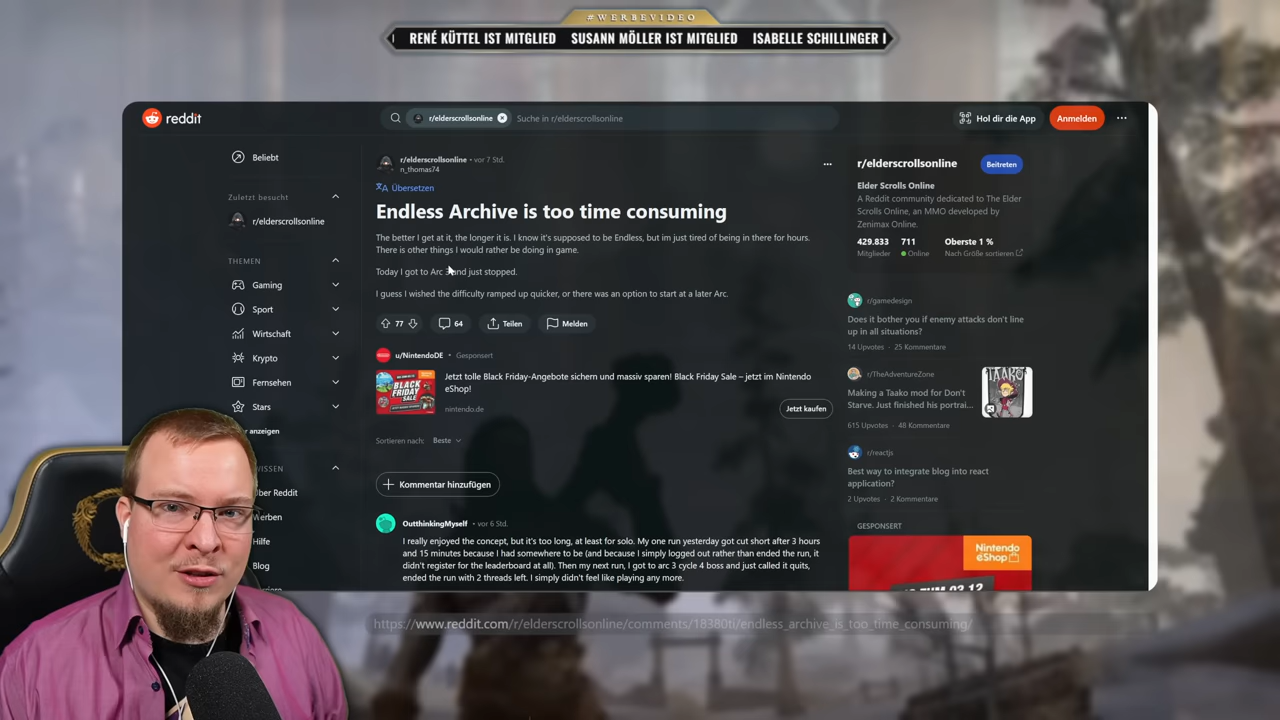 #WERBEVIDEO
RENÉ KÜTTEL IST MITGLIED SUSANN MÖLLER IST MITGLIED ISABELLE SCHILLINGER I
reddit
r/elderscrollsonline
Suche in r/elderscrollsonline
Hol dir die App
Anmelden
Beliebt
Zuletzt besucht
r/elderscrollsonline
THEMEN
Gaming
Sport
Wirtschaft
Krypto
Fernsehen
Stars
r anzeigen
WISSEN
ber Reddit
erben
Hilfe
Blog
r/elderscrollsonline • vor 7 Std.
n_thomas74
Übersetzen
Endless Archive is too time consuming
The better I get at it, the longer it is. I know it's supposed to be Endless, but im just tired of being in there for hours.
There is other things I would rather be doing in game.
Today I got to Arc 3 and just stopped.
I guess I wished the difficulty ramped up quicker, or there was an option to start at a later Arc.
77
64
Teilen
Melden
u/NintendoDE • Gesponsert
Jetzt tolle Black Friday-Angebote sichern und massiv sparen! Black Friday Sale – jetzt im Nintendo
eShop!
nintendo.de
Jetzt kaufen
BLACK
FRIDAY
SALE
Sortieren nach: Beste
Kommentar hinzufügen
OutthinkingMyself • vor 6 Std.
I really enjoyed the concept, but it's too long, at least for solo. My one run yesterday got cut short after 3 hours
and 15 minutes because I had somewhere to be (and because I simply logged out rather than ended the run, it
didn't register for the leaderboard at all). Then my next run, I got to arc 3 cycle 4 boss and just called it quits,
ended the run with 2 threads left. I simply didn't feel like playing any more.
r/elderscrollsonline
Beitreten
Elder Scrolls Online
A Reddit community dedicated to The Elder
Scrolls Online, an MMO developed by
Zenimax Online.
429.833 711 Oberste 1 %
Mitglieder Online Nach Größe sortieren
r/gamedesign
Does it bother you if enemy attacks don't line
up in all situations?
14 Upvotes • 25 Kommentare
r/TheAdventureZone
Making a Taako mod for Don't
Starve. Just finished his portrai...
615 Upvotes • 48 Kommentare
TAAKO
r/reactjs
Best way to integrate blog into react
application?
2 Upvotes • 2 Kommentare
GESPONSERT
Nintendo
eShop
ZUM 03.12
https://www.reddit.com/r/elderscrollsonline/comments/18380ti/endless_archive_is_too_time_consuming/